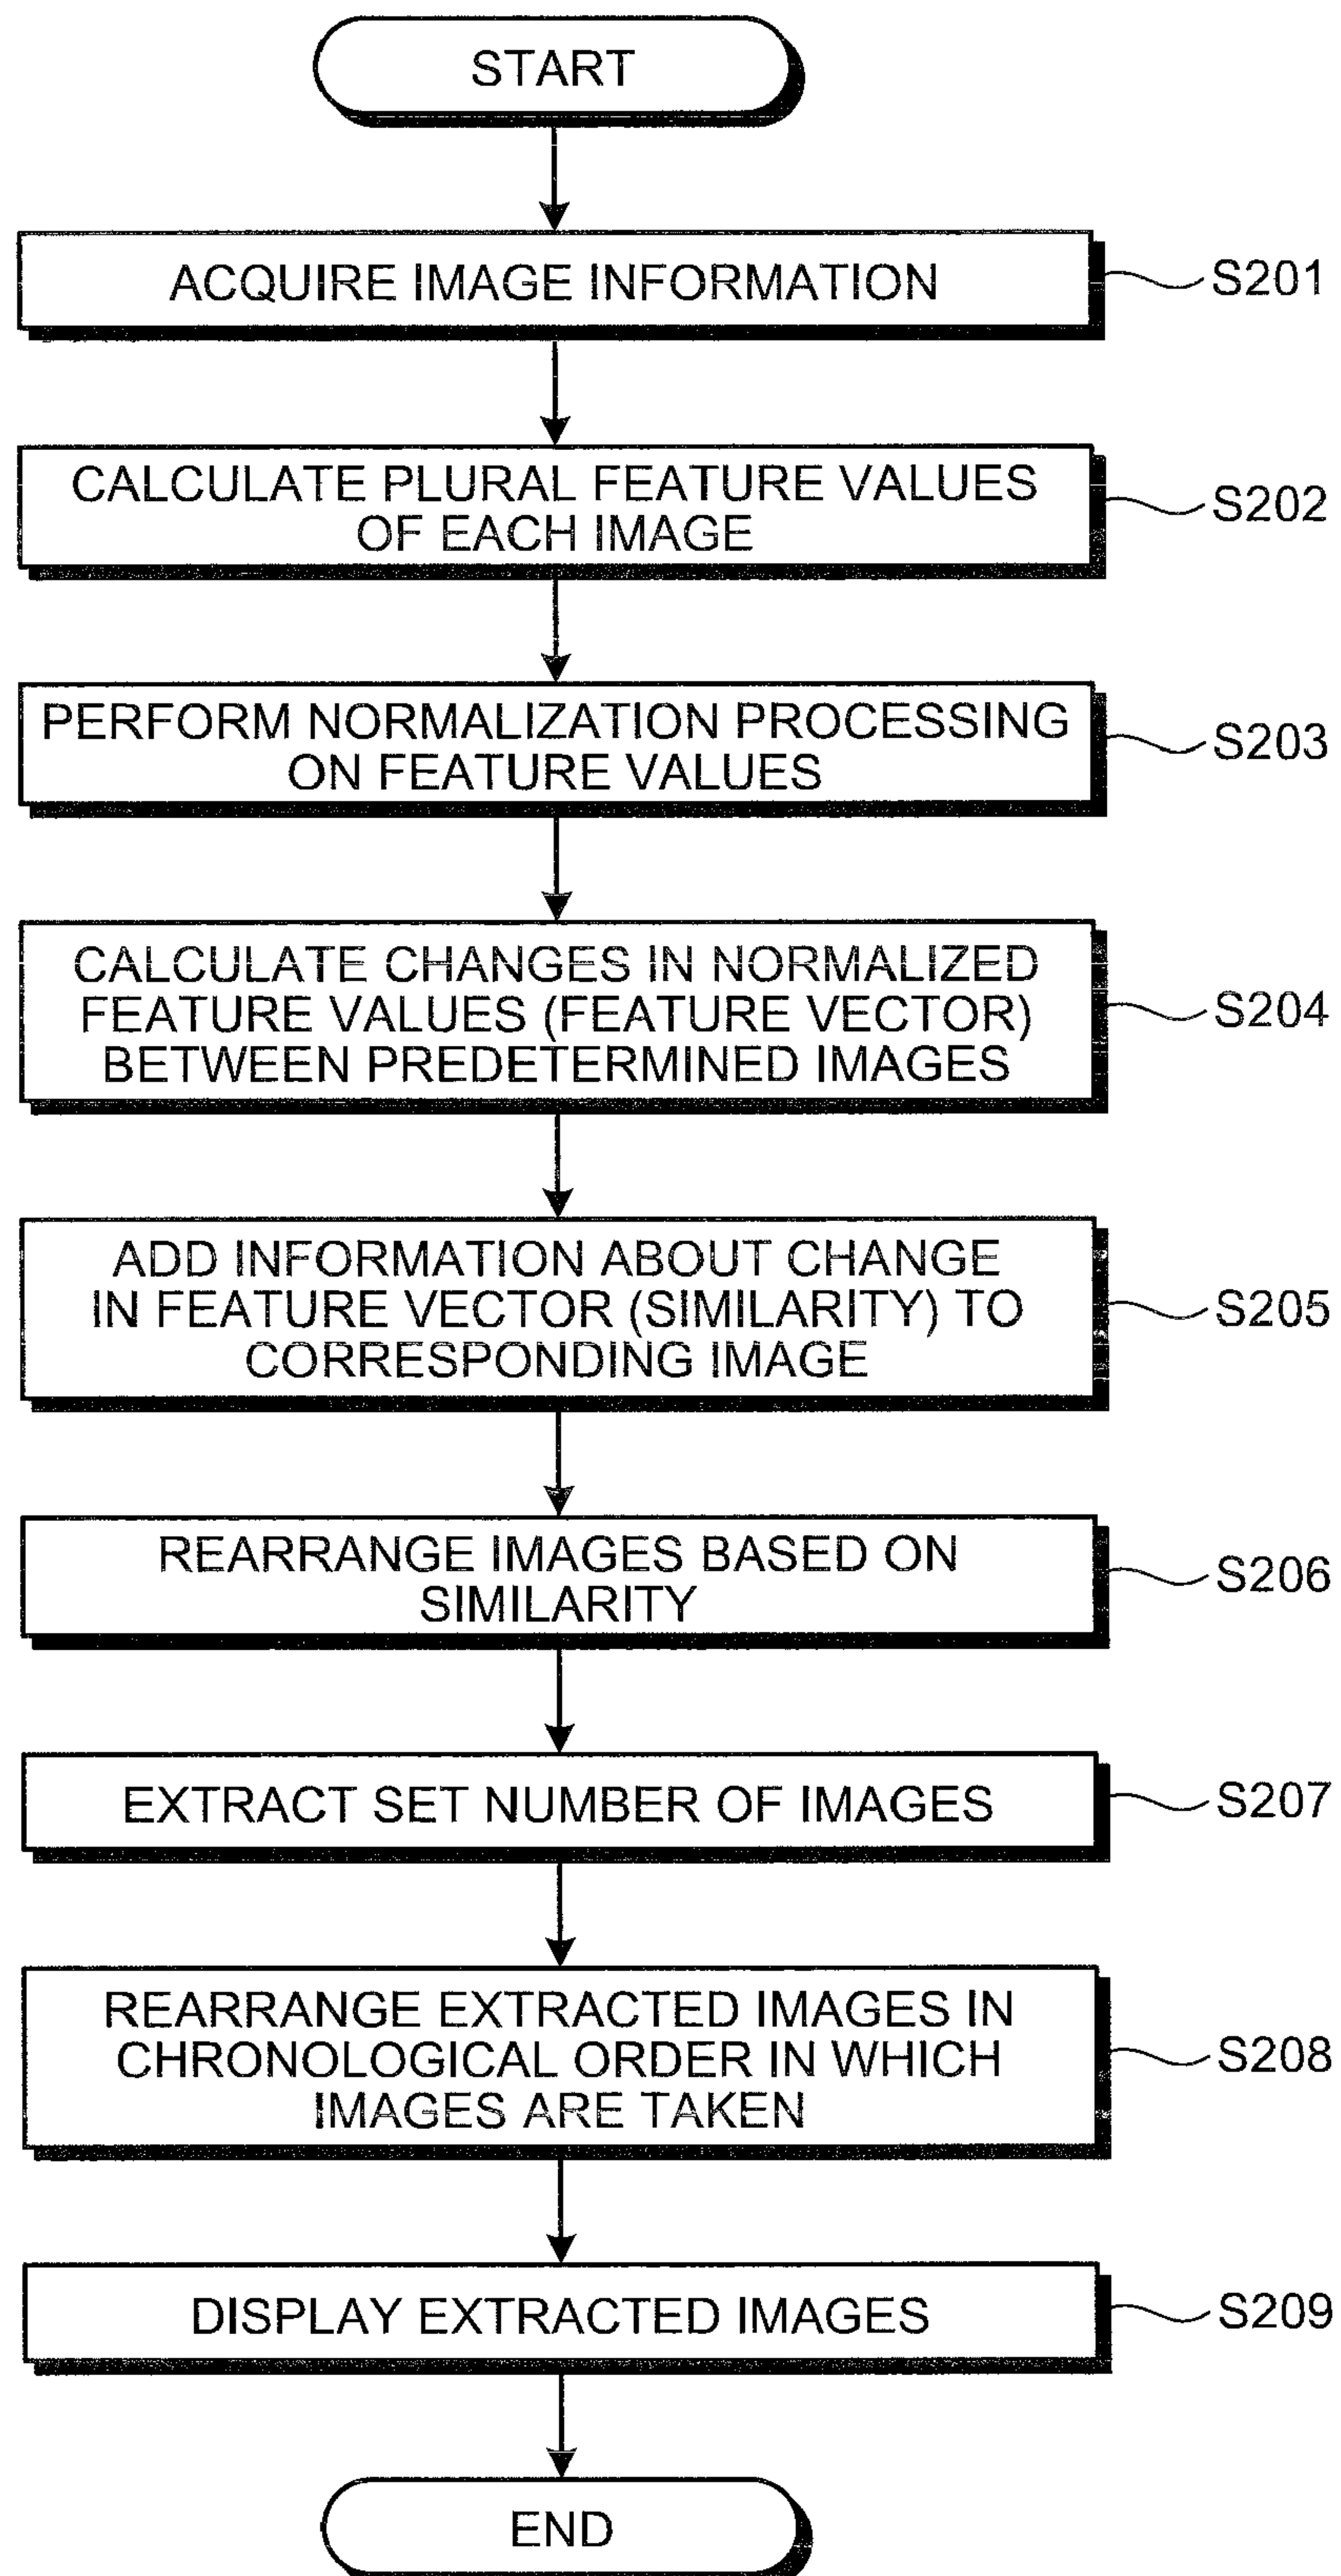 START
ACQUIRE IMAGE INFORMATION
S201
CALCULATE PLURAL FEATURE VALUES
OF EACH IMAGE
S202
PERFORM NORMALIZATION PROCESSING
ON FEATURE VALUES
S203
CALCULATE CHANGES IN NORMALIZED
FEATURE VALUES (FEATURE VECTOR)
BETWEEN PREDETERMINED IMAGES
S204
ADD INFORMATION ABOUT CHANGE
IN FEATURE VECTOR (SIMILARITY) TO
CORRESPONDING IMAGE
S205
REARRANGE IMAGES BASED ON
SIMILARITY
S206
EXTRACT SET NUMBER OF IMAGES
S207
REARRANGE EXTRACTED IMAGES IN
CHRONOLOGICAL ORDER IN WHICH
IMAGES ARE TAKEN
S208
DISPLAY EXTRACTED IMAGES
S209
END